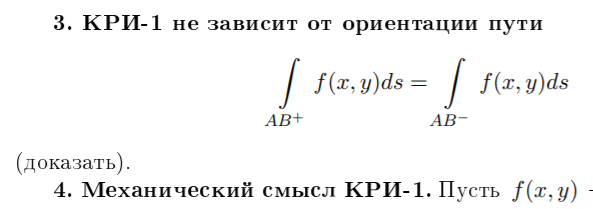 3. КРИ-1 не зависит от ориентации пути
∫ f(x, y)ds = ∫ f(x, y)ds
AB⁺ AB⁻
(доказать).
4. Механический смысл КРИ-1. Пусть f(x, y) -